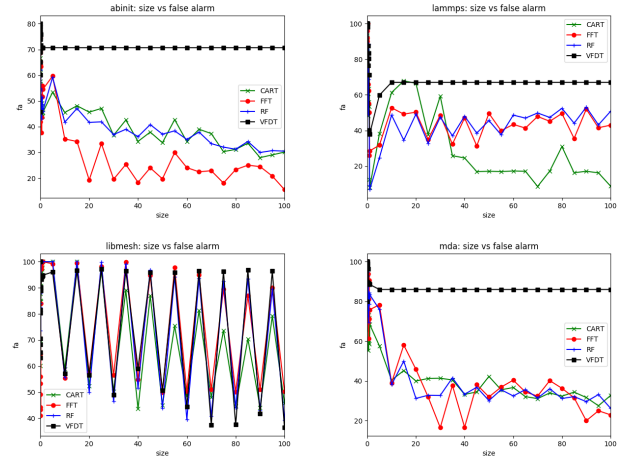 abinit: size vs false alarm
fa
80
70
60
50
40
30
20
CART
FFT
RF
VFDT
0
20
40
60
80
100
size
lammps: size vs false alarm
fa
100
80
60
40
20
CART
FFT
RF
VFDT
0
20
40
60
80
100
size
libmesh: size vs false alarm
fa
100
90
80
70
60
50
40
CART
FFT
RF
VFDT
0
20
40
60
80
100
size
mda: size vs false alarm
fa
100
80
60
40
20
CART
FFT
RF
VFDT
0
20
40
60
80
100
size